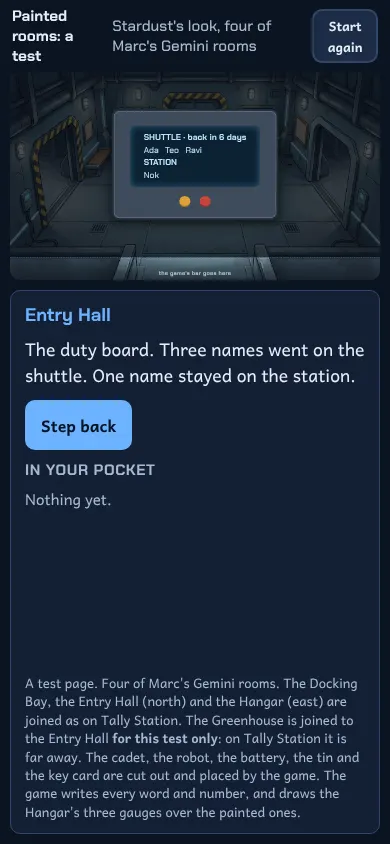 Painted rooms: a test
Stardust's look, four of Marc's Gemini rooms
Start again
SHUTTLE · back in 6 days
Ada Teo Ravi
STATION
Nok
the game's bar goes here
Entry Hall
The duty board. Three names went on the
shuttle. One name stayed on the station.
Step back
IN YOUR POCKET
Nothing yet.
A test page. Four of Marc's Gemini rooms. The Docking
Bay, the Entry Hall (north) and the Hangar (east) are
joined as on Tally Station. The Greenhouse is joined to
the Entry Hall for this test only: on Tally Station it is
far away. The cadet, the robot, the battery, the tin and
the key card are cut out and placed by the game. The
game writes every word and number, and draws the
Hangar's three gauges over the painted ones.